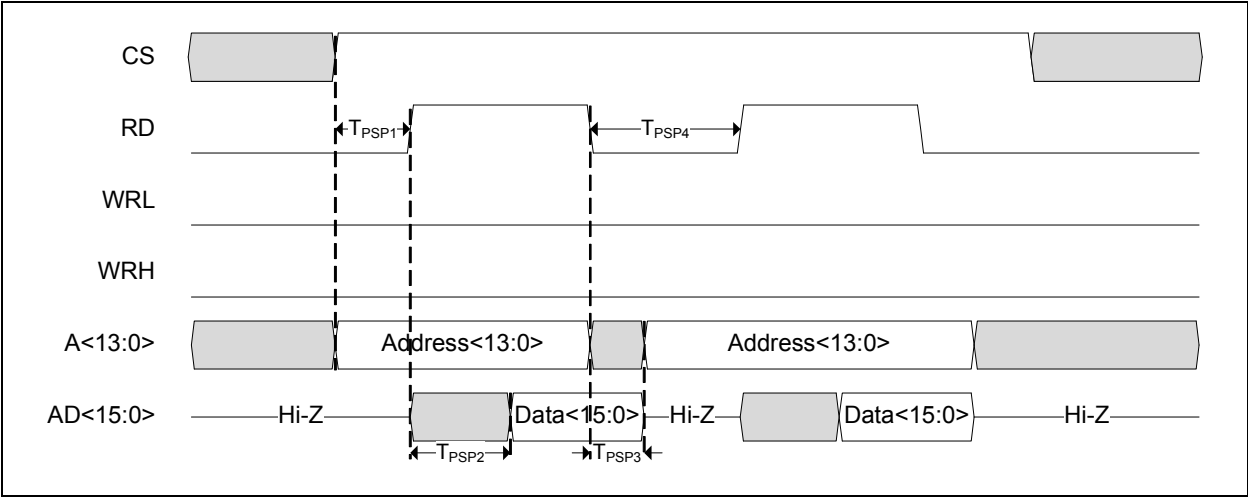 CS
RD TPSP1 TPSP4
WRL
WRH
A<13:0> Address<13:0> Address<13:0>
AD<15:0> Hi-Z Data<15:0> Hi-Z Data<15:0> Hi-Z
TPSP2 TPSP3